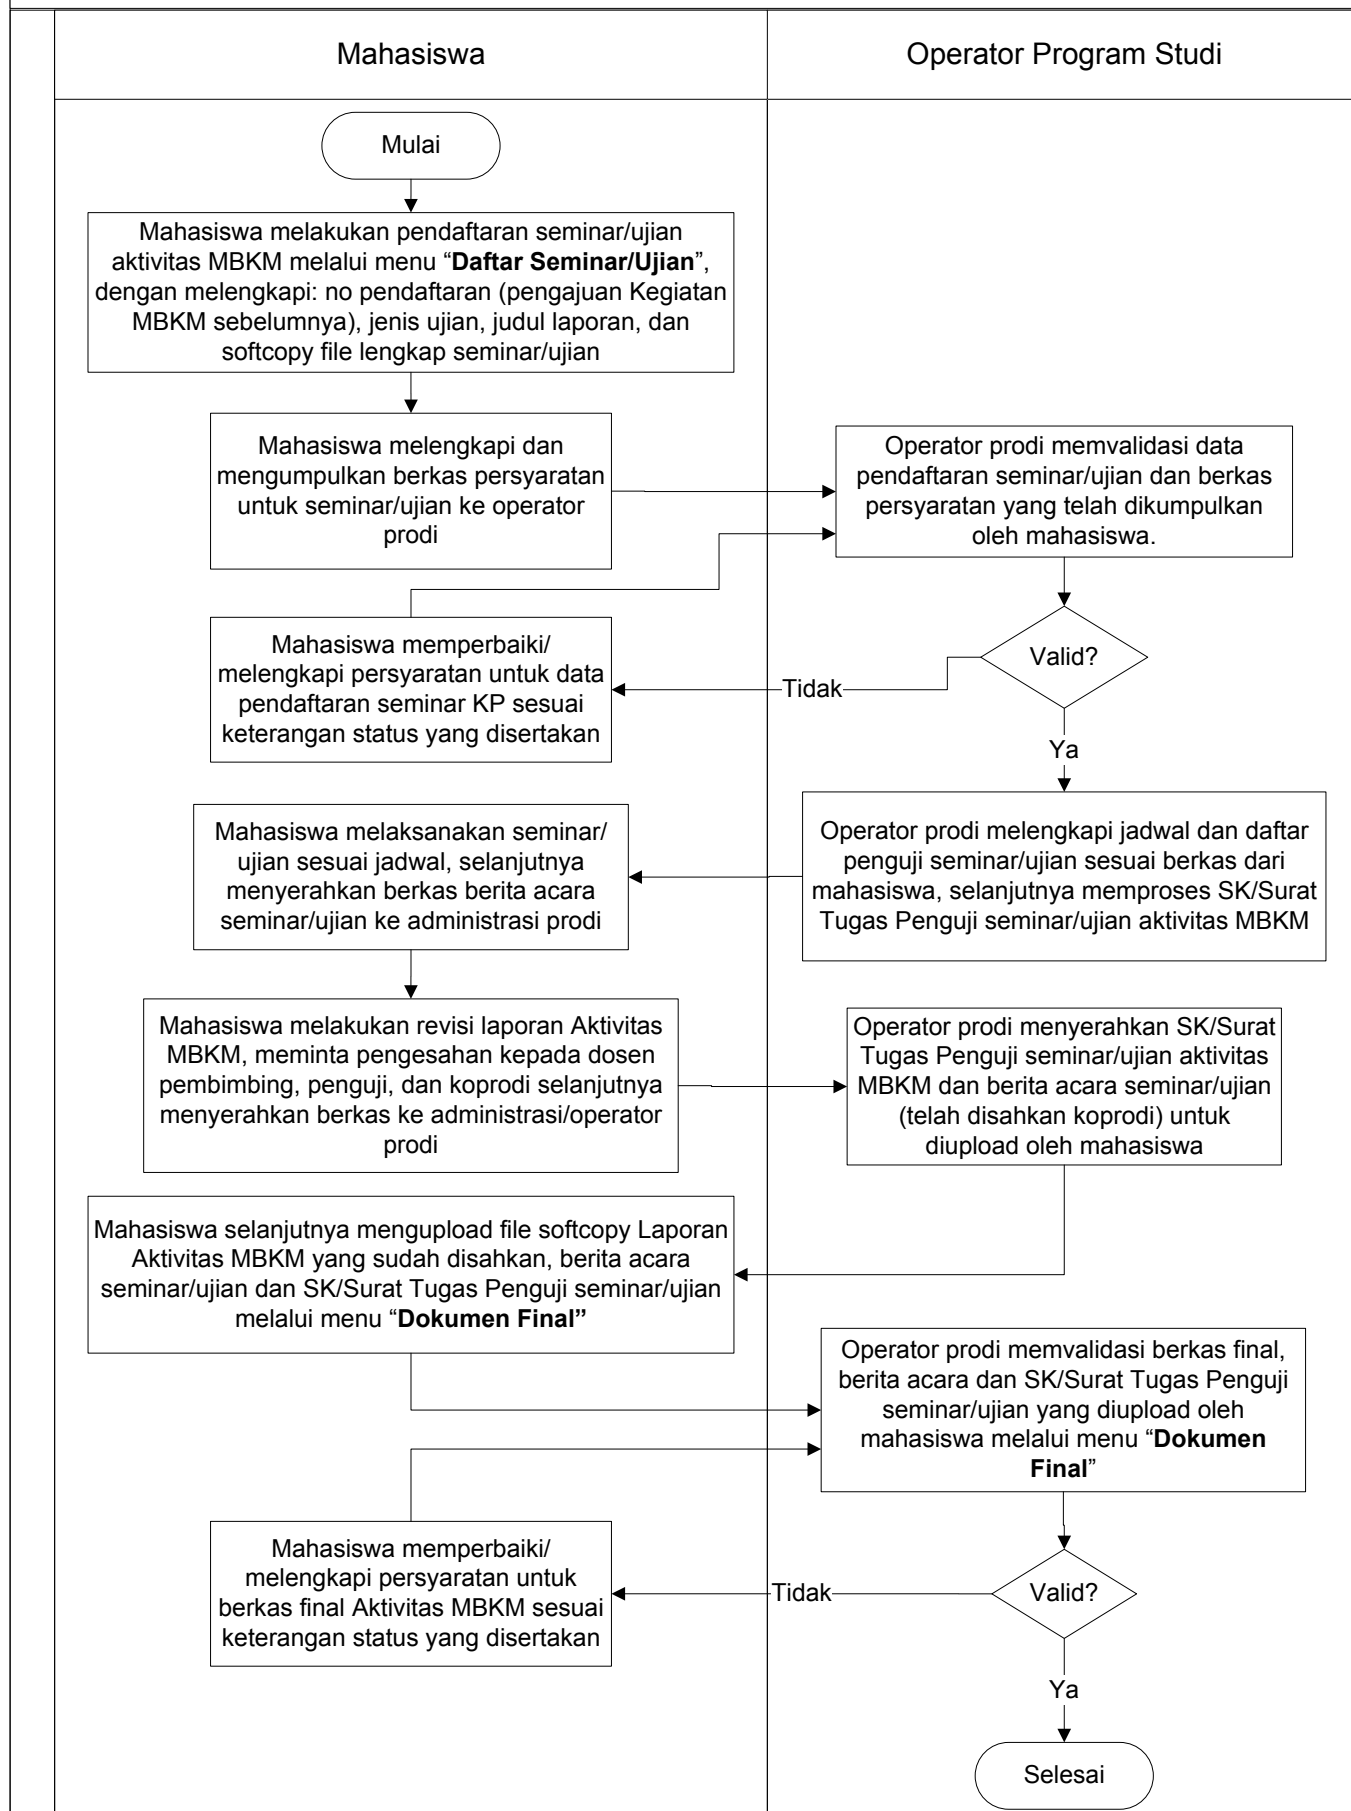 Mahasiswa
Operator Program Studi
Mulai
Mahasiswa melakukan pendaftaran seminar/ujian
aktivitas MBKM melalui menu “Daftar Seminar/Ujian”,
dengan melengkapi: no pendaftaran (pengajuan Kegiatan
MBKM sebelumnya), jenis ujian, judul laporan, dan
softcopy file lengkap seminar/ujian
Mahasiswa melengkapi dan
mengumpulkan berkas persyaratan
untuk seminar/ujian ke operator
prodi
Operator prodi memvalidasi data
pendaftaran seminar/ujian dan berkas
persyaratan yang telah dikumpulkan
oleh mahasiswa.
Valid?
Tidak
Mahasiswa memperbaiki/
melengkapi persyaratan untuk data
pendaftaran seminar KP sesuai
keterangan status yang disertakan
Ya
Operator prodi melengkapi jadwal dan daftar
penguji seminar/ujian sesuai berkas dari
mahasiswa, selanjutnya memproses SK/Surat
Tugas Penguji seminar/ujian aktivitas MBKM
Mahasiswa melaksanakan seminar/
ujian sesuai jadwal, selanjutnya
menyerahkan berkas berita acara
seminar/ujian ke administrasi prodi
Mahasiswa melakukan revisi laporan Aktivitas
MBKM, meminta pengesahan kepada dosen
pembimbing, penguji, dan koprodi selanjutnya
menyerahkan berkas ke administrasi/operator
prodi
Operator prodi menyerahkan SK/Surat
Tugas Penguji seminar/ujian aktivitas
MBKM dan berita acara seminar/ujian
(telah disahkan koprodi) untuk
diupload oleh mahasiswa
Mahasiswa selanjutnya mengupload file softcopy Laporan
Aktivitas MBKM yang sudah disahkan, berita acara
seminar/ujian dan SK/Surat Tugas Penguji seminar/ujian
melalui menu “Dokumen Final”
Operator prodi memvalidasi berkas final,
berita acara dan SK/Surat Tugas Penguji
seminar/ujian yang diupload oleh
mahasiswa melalui menu “Dokumen
Final”
Valid?
Tidak
Mahasiswa memperbaiki/
melengkapi persyaratan untuk
berkas final Aktivitas MBKM sesuai
keterangan status yang disertakan
Ya
Selesai